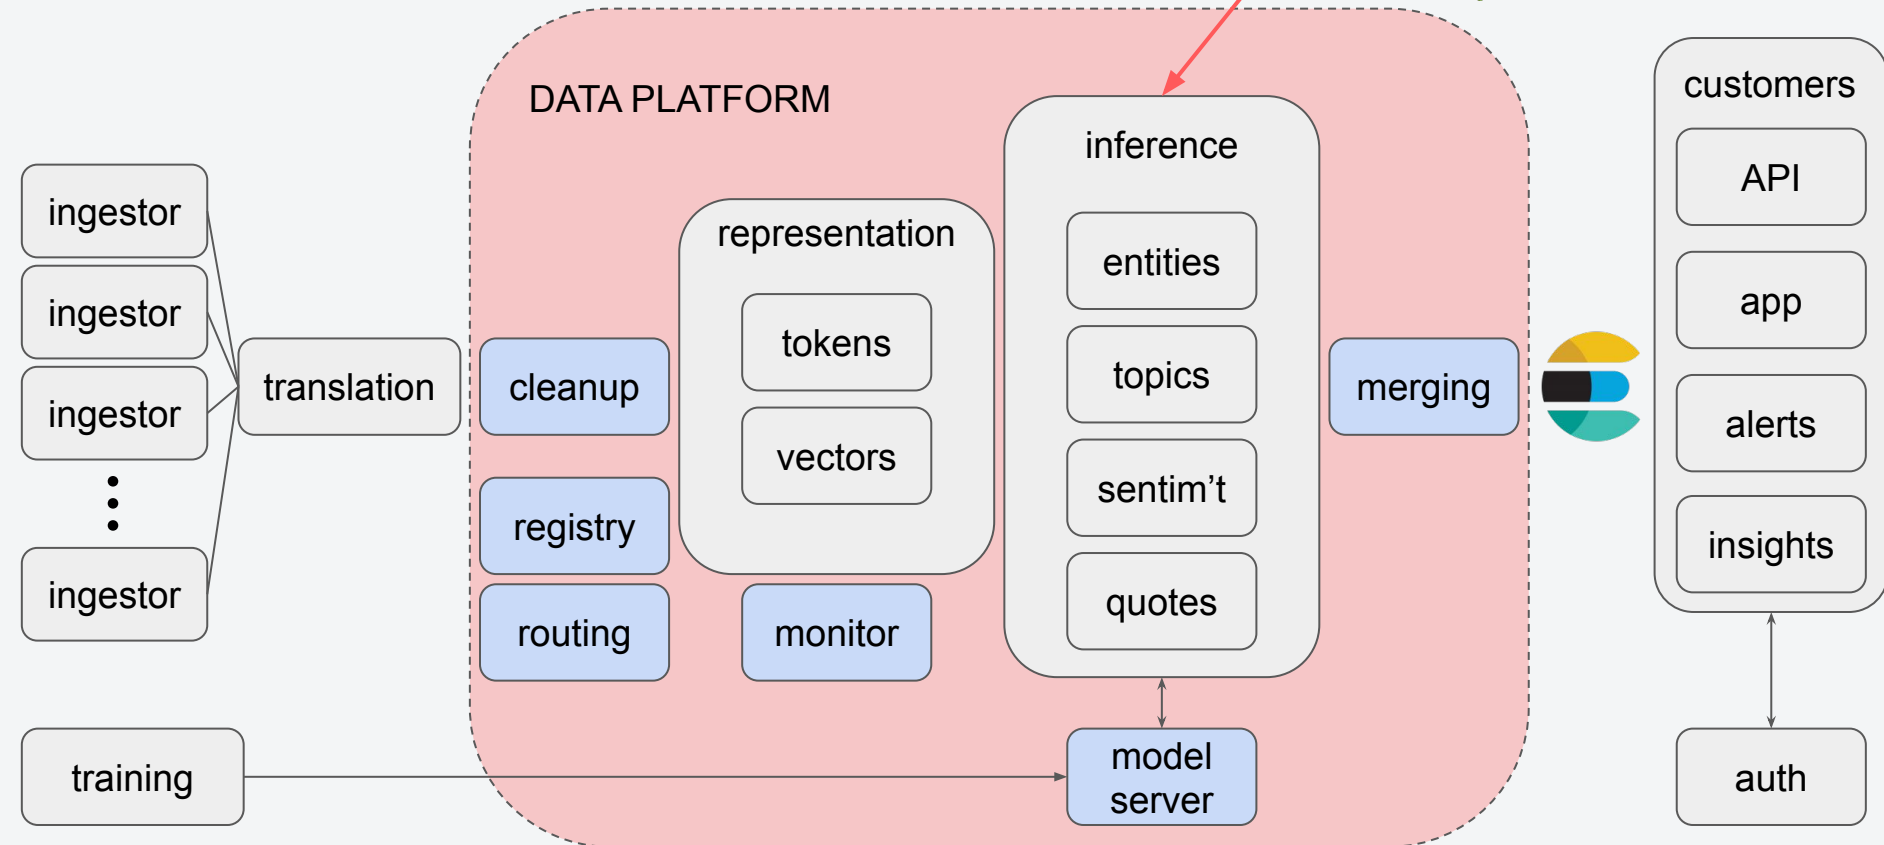 DATA PLATFORM
ingestor
ingestor
ingestor
ingestor
translation
cleanup
registry
routing
representation
tokens
vectors
monitor
inference
entities
topics
sentim’t
quotes
merging
customers
API
app
alerts
insights
training
model
server
auth